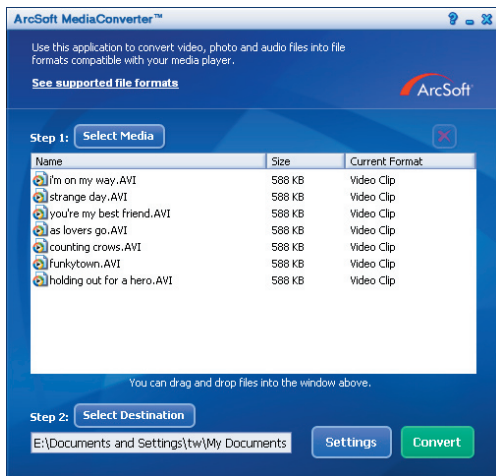 ArcSoft MediaConverter™
Use this application to convert video, photo and audio files into file
formats compatible with your media player.
See supported file formats
ArcSoft
Step 1: Select Media
Name Size Current Format
i'm on my way.AVI 588 KB Video Clip
strange day.AVI 588 KB Video Clip
you're my best friend.AVI 588 KB Video Clip
as lovers go.AVI 588 KB Video Clip
counting crows.AVI 588 KB Video Clip
funkytown.AVI 588 KB Video Clip
holding out for a hero.AVI 588 KB Video Clip
You can drag and drop files into the window above.
Step 2: Select Destination
E:\Documents and Settings\tw\My Documents Settings Convert